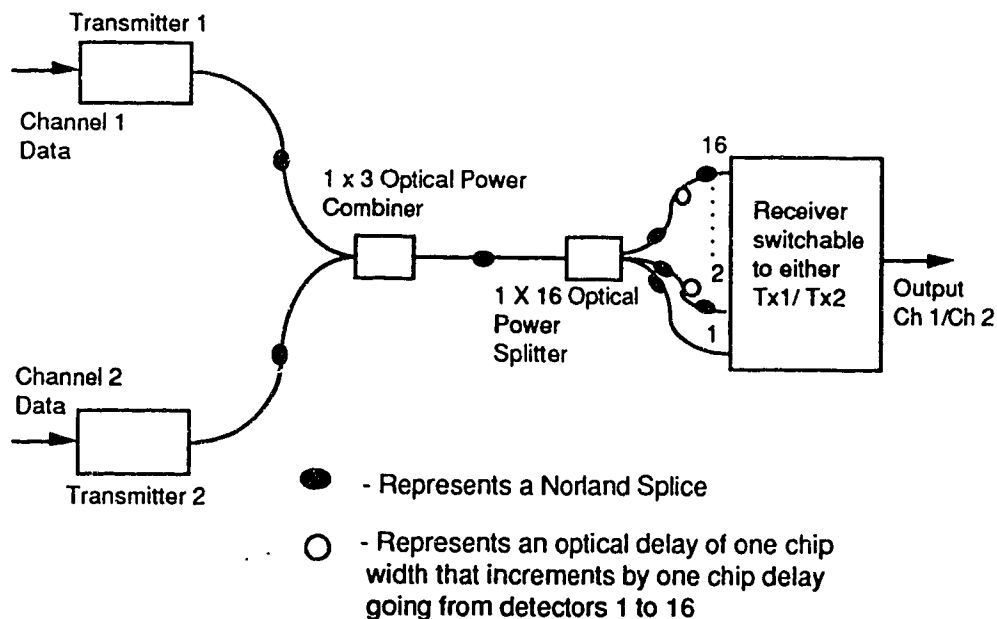 Transmitter 1
Channel 1
Data
1 x 3 Optical Power
Combiner
16
2
1
Receiver
switchable
to either
Tx1/ Tx2
Output
Ch 1/Ch 2
1 X 16 Optical
Power
Splitter
Channel 2
Data
Transmitter 2
- Represents a Norland Splice
- Represents an optical delay of one chip
width that increments by one chip delay
going from detectors 1 to 16